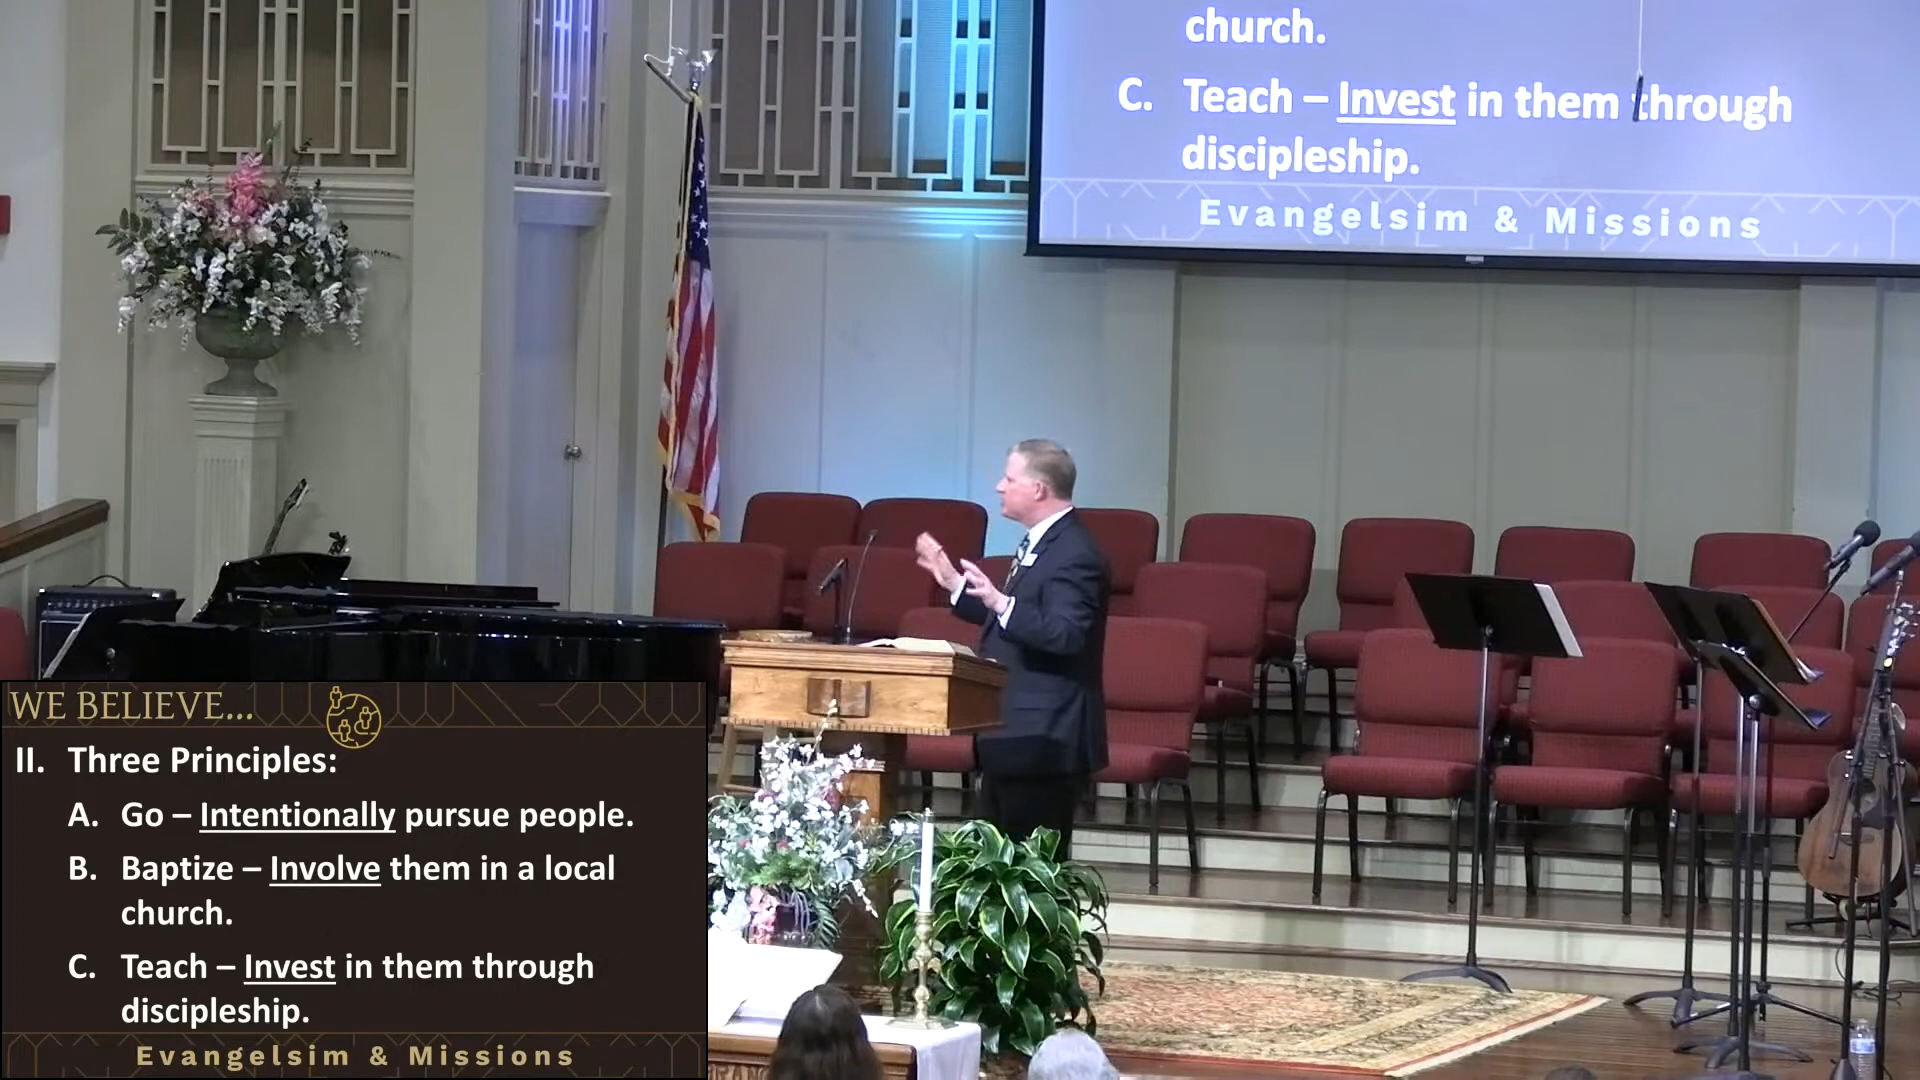 church.
C. Teach – Invest in them through
discipleship.
Evangelsim & Missions
WE BELIEVE...
II. Three Principles:
A. Go – Intentionally pursue people.
B. Baptize – Involve them in a local
church.
C. Teach – Invest in them through
discipleship.
Evangelsim & Missions